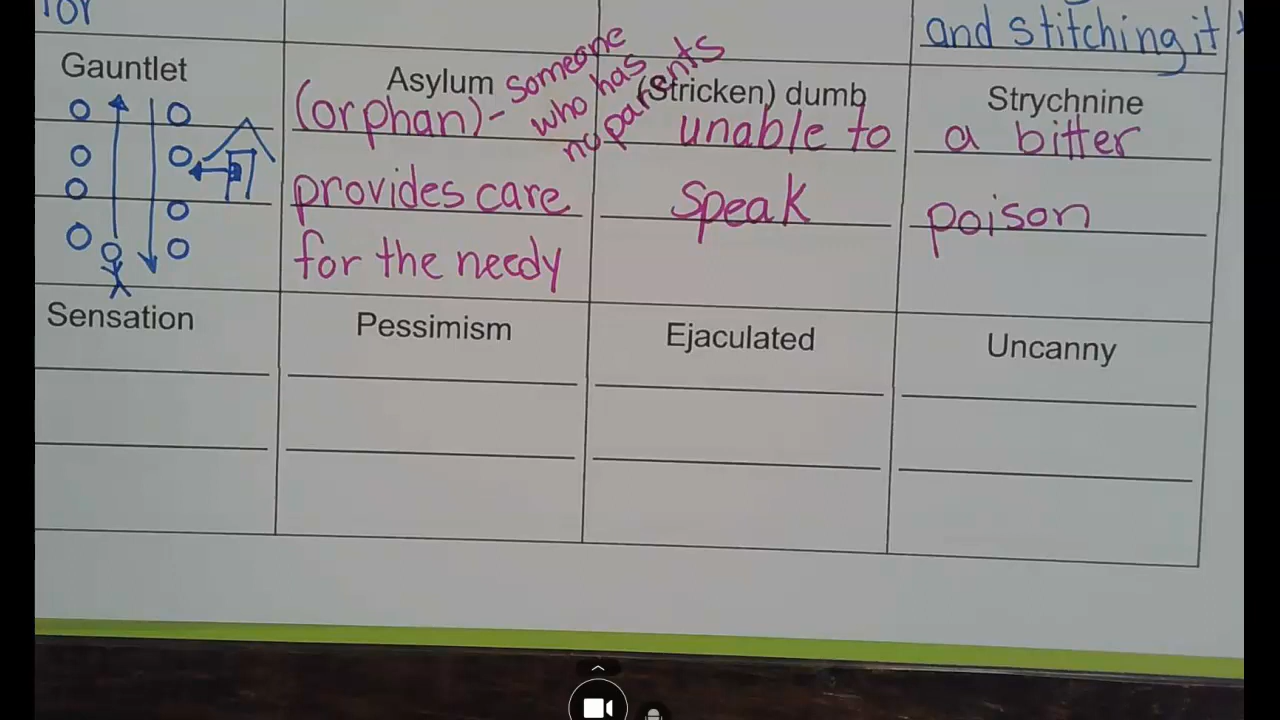 for
and stitching it
Gauntlet
Asylum
(orphan)-
someone
who has
no parents
provides care
for the needy
(Stricken) dumb
unable to
speak
Strychnine
a bitter
poison
Sensation
Pessimism
Ejaculated
Uncanny